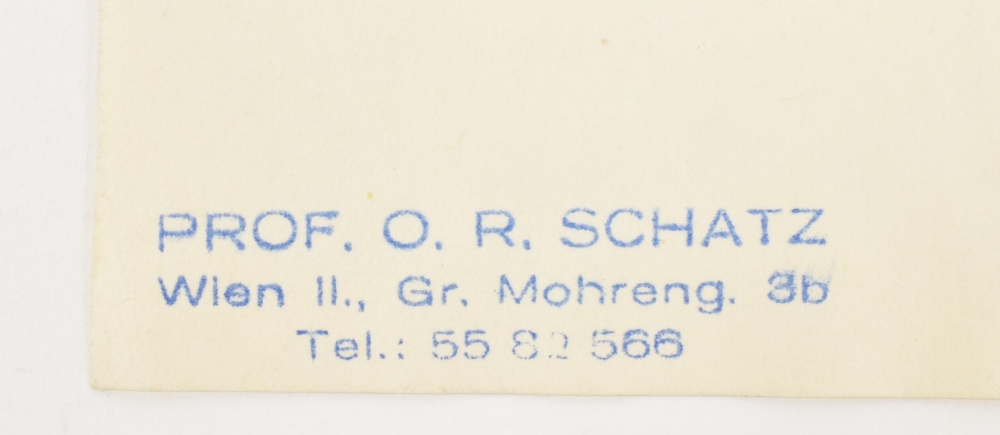 PROF. O. R. SCHATZ
Wien II., Gr. Mohreng. 3b
Tel.: 55 82 566